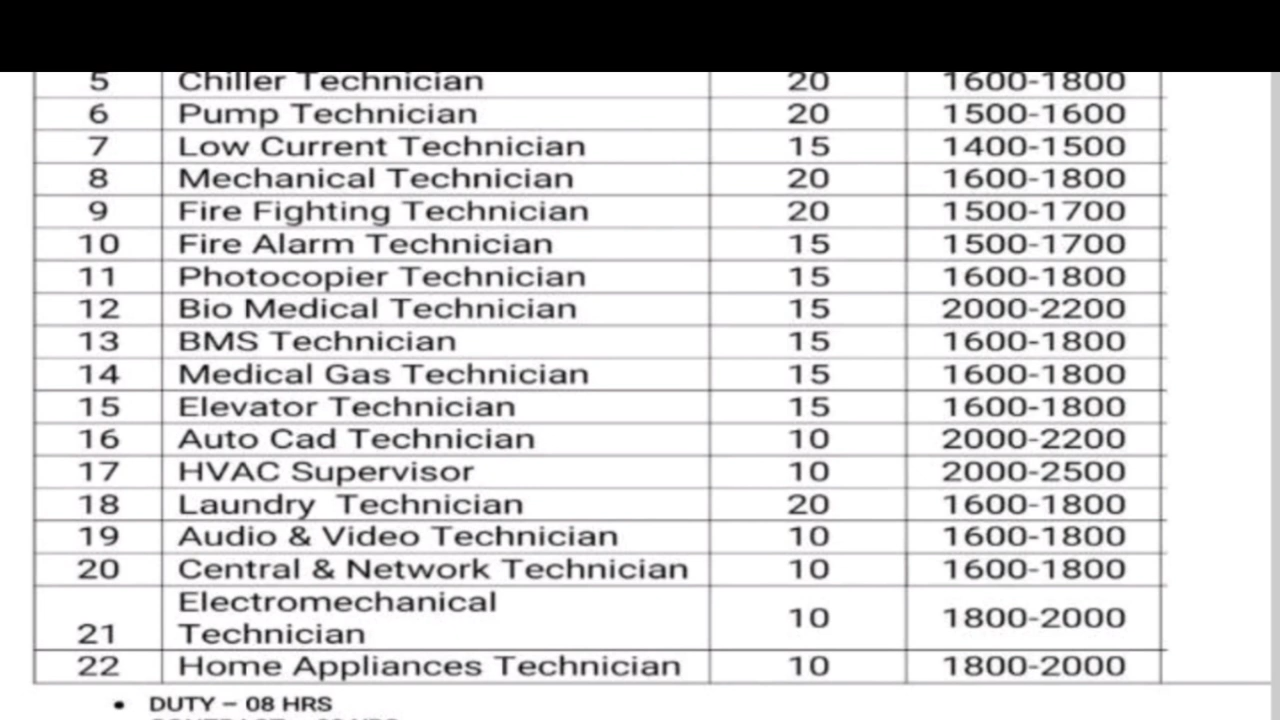 5 Chiller Technician 20 1600-1800
6 Pump Technician 20 1500-1600
7 Low Current Technician 15 1400-1500
8 Mechanical Technician 20 1600-1800
9 Fire Fighting Technician 20 1500-1700
10 Fire Alarm Technician 15 1500-1700
11 Photocopier Technician 15 1600-1800
12 Bio Medical Technician 15 2000-2200
13 BMS Technician 15 1600-1800
14 Medical Gas Technician 15 1600-1800
15 Elevator Technician 15 1600-1800
16 Auto Cad Technician 10 2000-2200
17 HVAC Supervisor 10 2000-2500
18 Laundry  Technician 20 1600-1800
19 Audio & Video Technician 10 1600-1800
20 Central & Network Technician 10 1600-1800
Electromechanical
21 Technician 10 1800-2000
22 Home Appliances Technician 10 1800-2000
• DUTY – 08 HRS